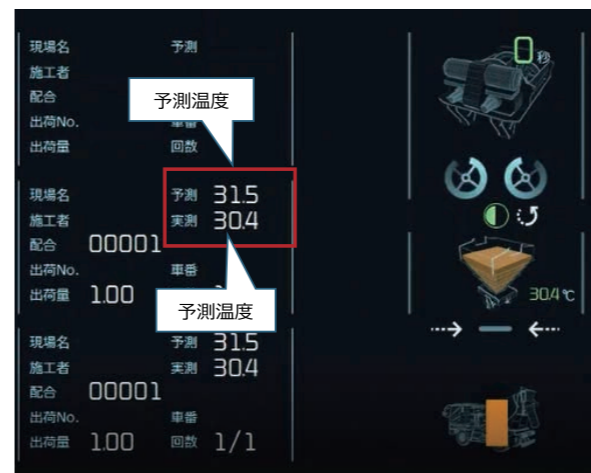 現場名 予測
施工者
配合
出荷No. 車番
出荷量 回数
予測温度
現場名 予測 31.5
施工者 実測 30.4
配合 00001
出荷No. 車番
出荷量 1.00
予測温度
現場名 予測 31.5
施工者 実測 30.4
配合 00001
出荷No. 車番
出荷量 1.00 回数 1/1
0秒
30.4℃